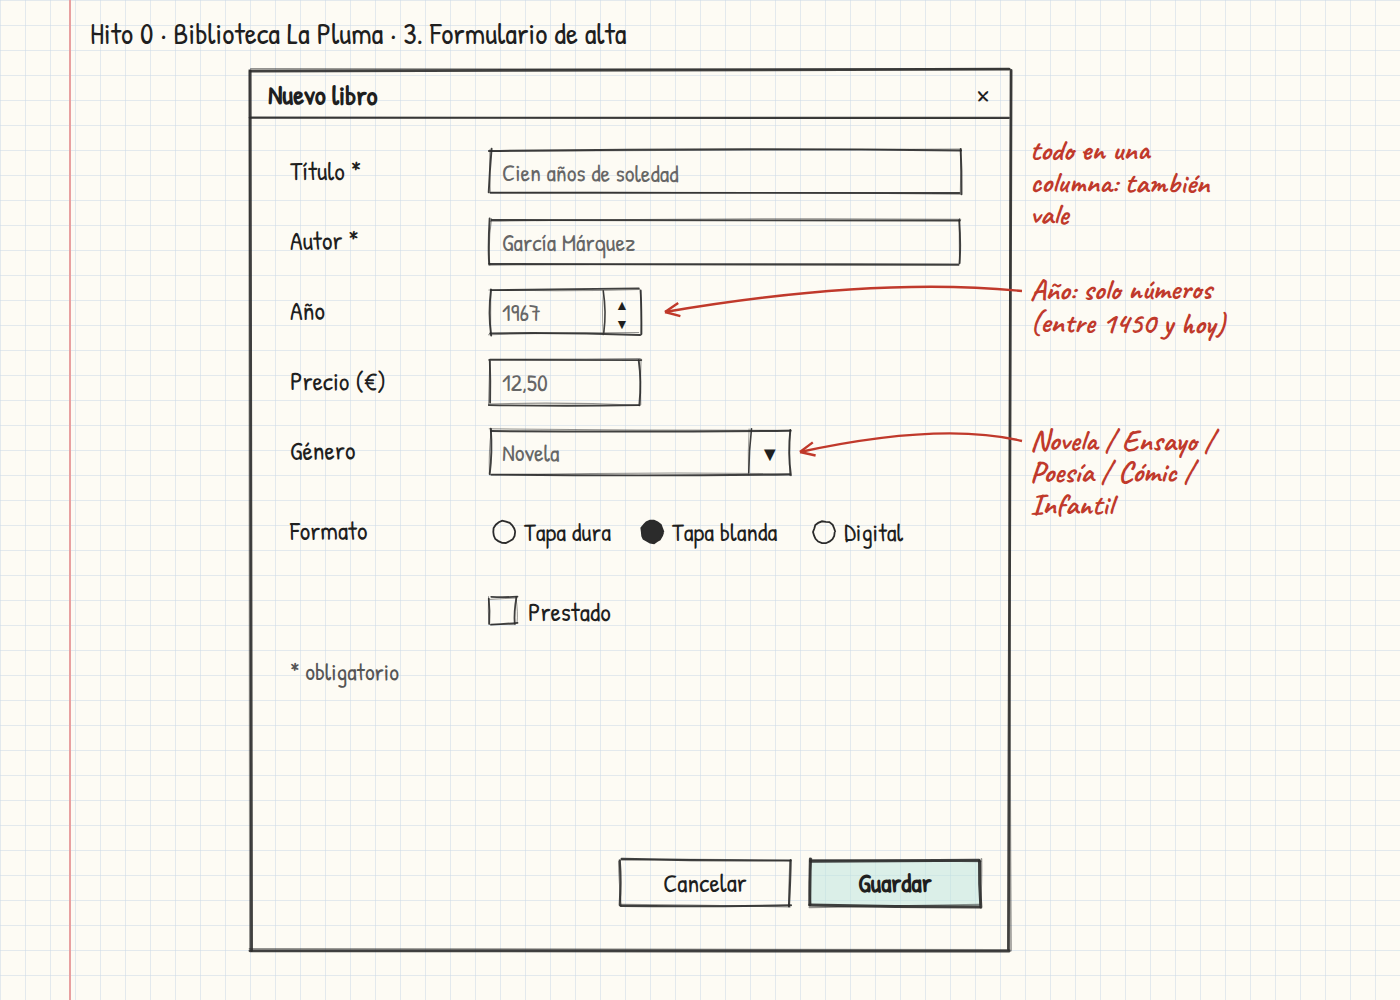 Hito 0 · Biblioteca La Pluma · 3. Formulario de alta
Nuevo libro ×
Título * Cien años de soledad
todo en una
columna: también
vale
Autor * García Márquez
Año 1967 ▲▼
Año: solo números
(entre 1450 y hoy)
Precio (€) 12,50
Género Novela ▼
Novela / Ensayo /
Poesía / Cómic /
Infantil
Formato Tapa dura Tapa blanda Digital
Prestado
* obligatorio
Cancelar Guardar